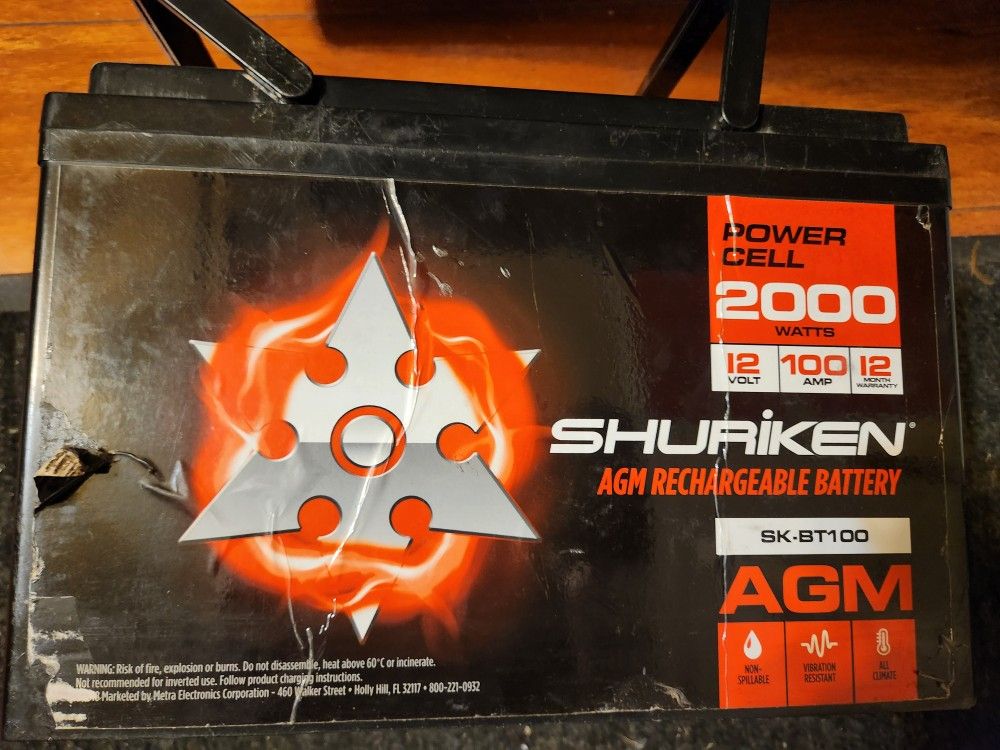 POWER
CELL
2000
WATTS
12
VOLT
100
AMP
12
MONTH
WARRANTY
SHURIKEN®
AGM RECHARGEABLE BATTERY
SK-BT100
AGM
NON-
SPILLABLE
VIBRATION
RESISTANT
ALL
CLIMATE
WARNING: Risk of fire, explosion or burns. Do not disassemble, heat above 60°C or incinerate.
Not recommended for inverted use. Follow product charging instructions.
Marketed by Metra Electronics Corporation - 460 Walker Street • Holly Hill, FL 32117 • 800-221-0932